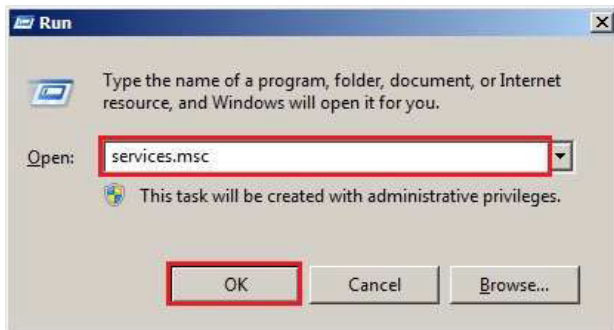 Run
Type the name of a program, folder, document, or Internet
resource, and Windows will open it for you.
Open: services.msc
This task will be created with administrative privileges.
OK Cancel Browse...